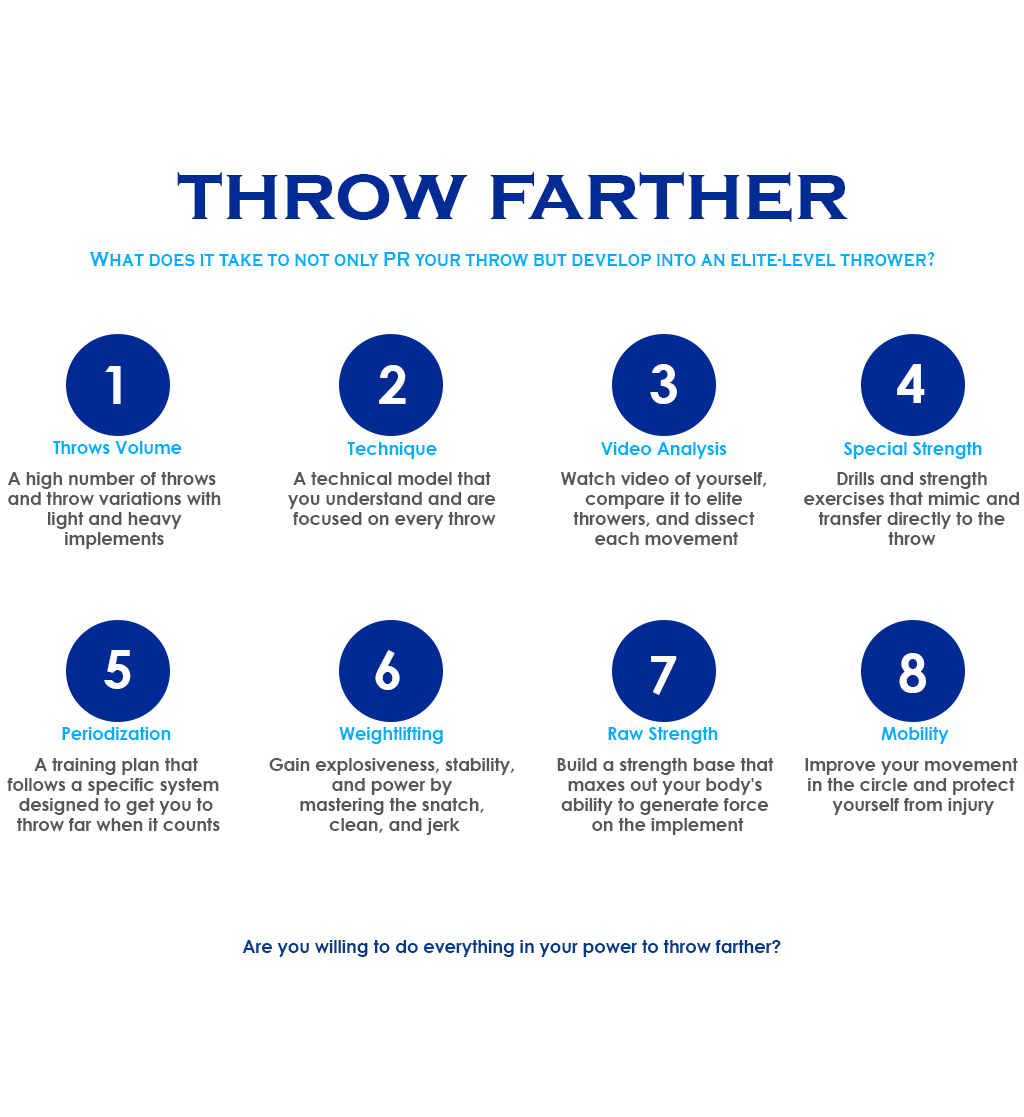 THROW FARTHER
WHAT DOES IT TAKE TO NOT ONLY PR YOUR THROW BUT DEVELOP INTO AN ELITE-LEVEL THROWER?
1
Throws Volume
A high number of throws
and throw variations with
light and heavy
implements
2
Technique
A technical model that
you understand and are
focused on every throw
3
Video Analysis
Watch video of yourself,
compare it to elite
throwers, and dissect
each movement
4
Special Strength
Drills and strength
exercises that mimic and
transfer directly to the
throw
5
Periodization
A training plan that
follows a specific system
designed to get you to
throw far when it counts
6
Weightlifting
Gain explosiveness, stability,
and power by
mastering the snatch,
clean, and jerk
7
Raw Strength
Build a strength base that
maxes out your body's
ability to generate force
on the implement
8
Mobility
Improve your movement
in the circle and protect
yourself from injury
Are you willing to do everything in your power to throw farther?